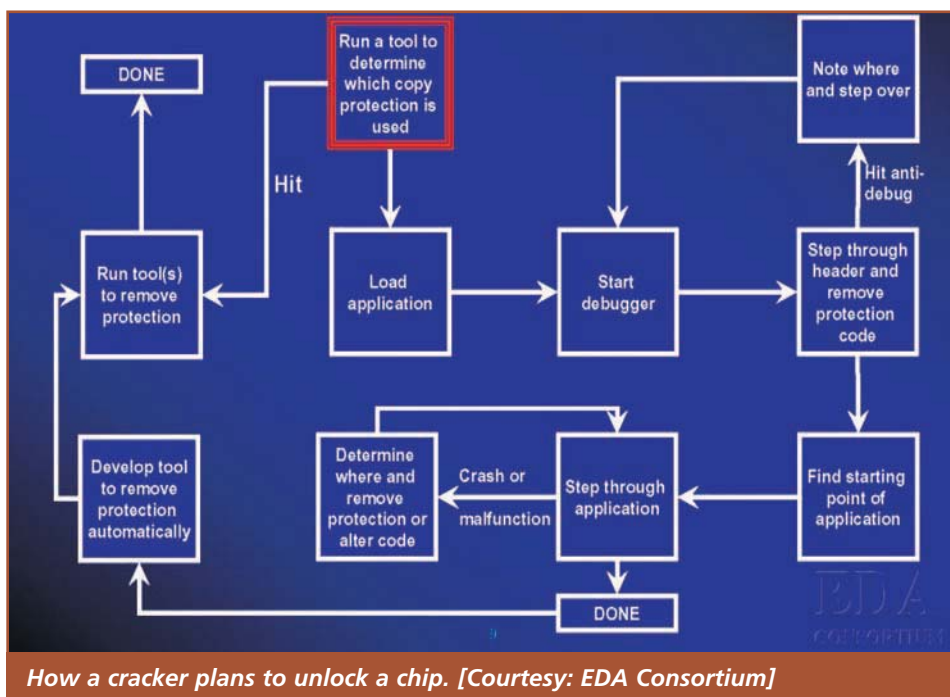 Run a tool to
determine
which copy
protection is
used
DONE
Note where
and step over
Hit
Hit anti-
debug
Run tool(s)
to remove
protection
Load
application
Start
debugger
Step through
header and
remove
protection
code
Develop tool
to remove
protection
automatically
Determine
where and
remove
protection or
alter code
Crash or
malfunction
Step through
application
Find starting
point of
application
DONE
9
EDA
CONSORTIUM
How a cracker plans to unlock a chip. [Courtesy: EDA Consortium]